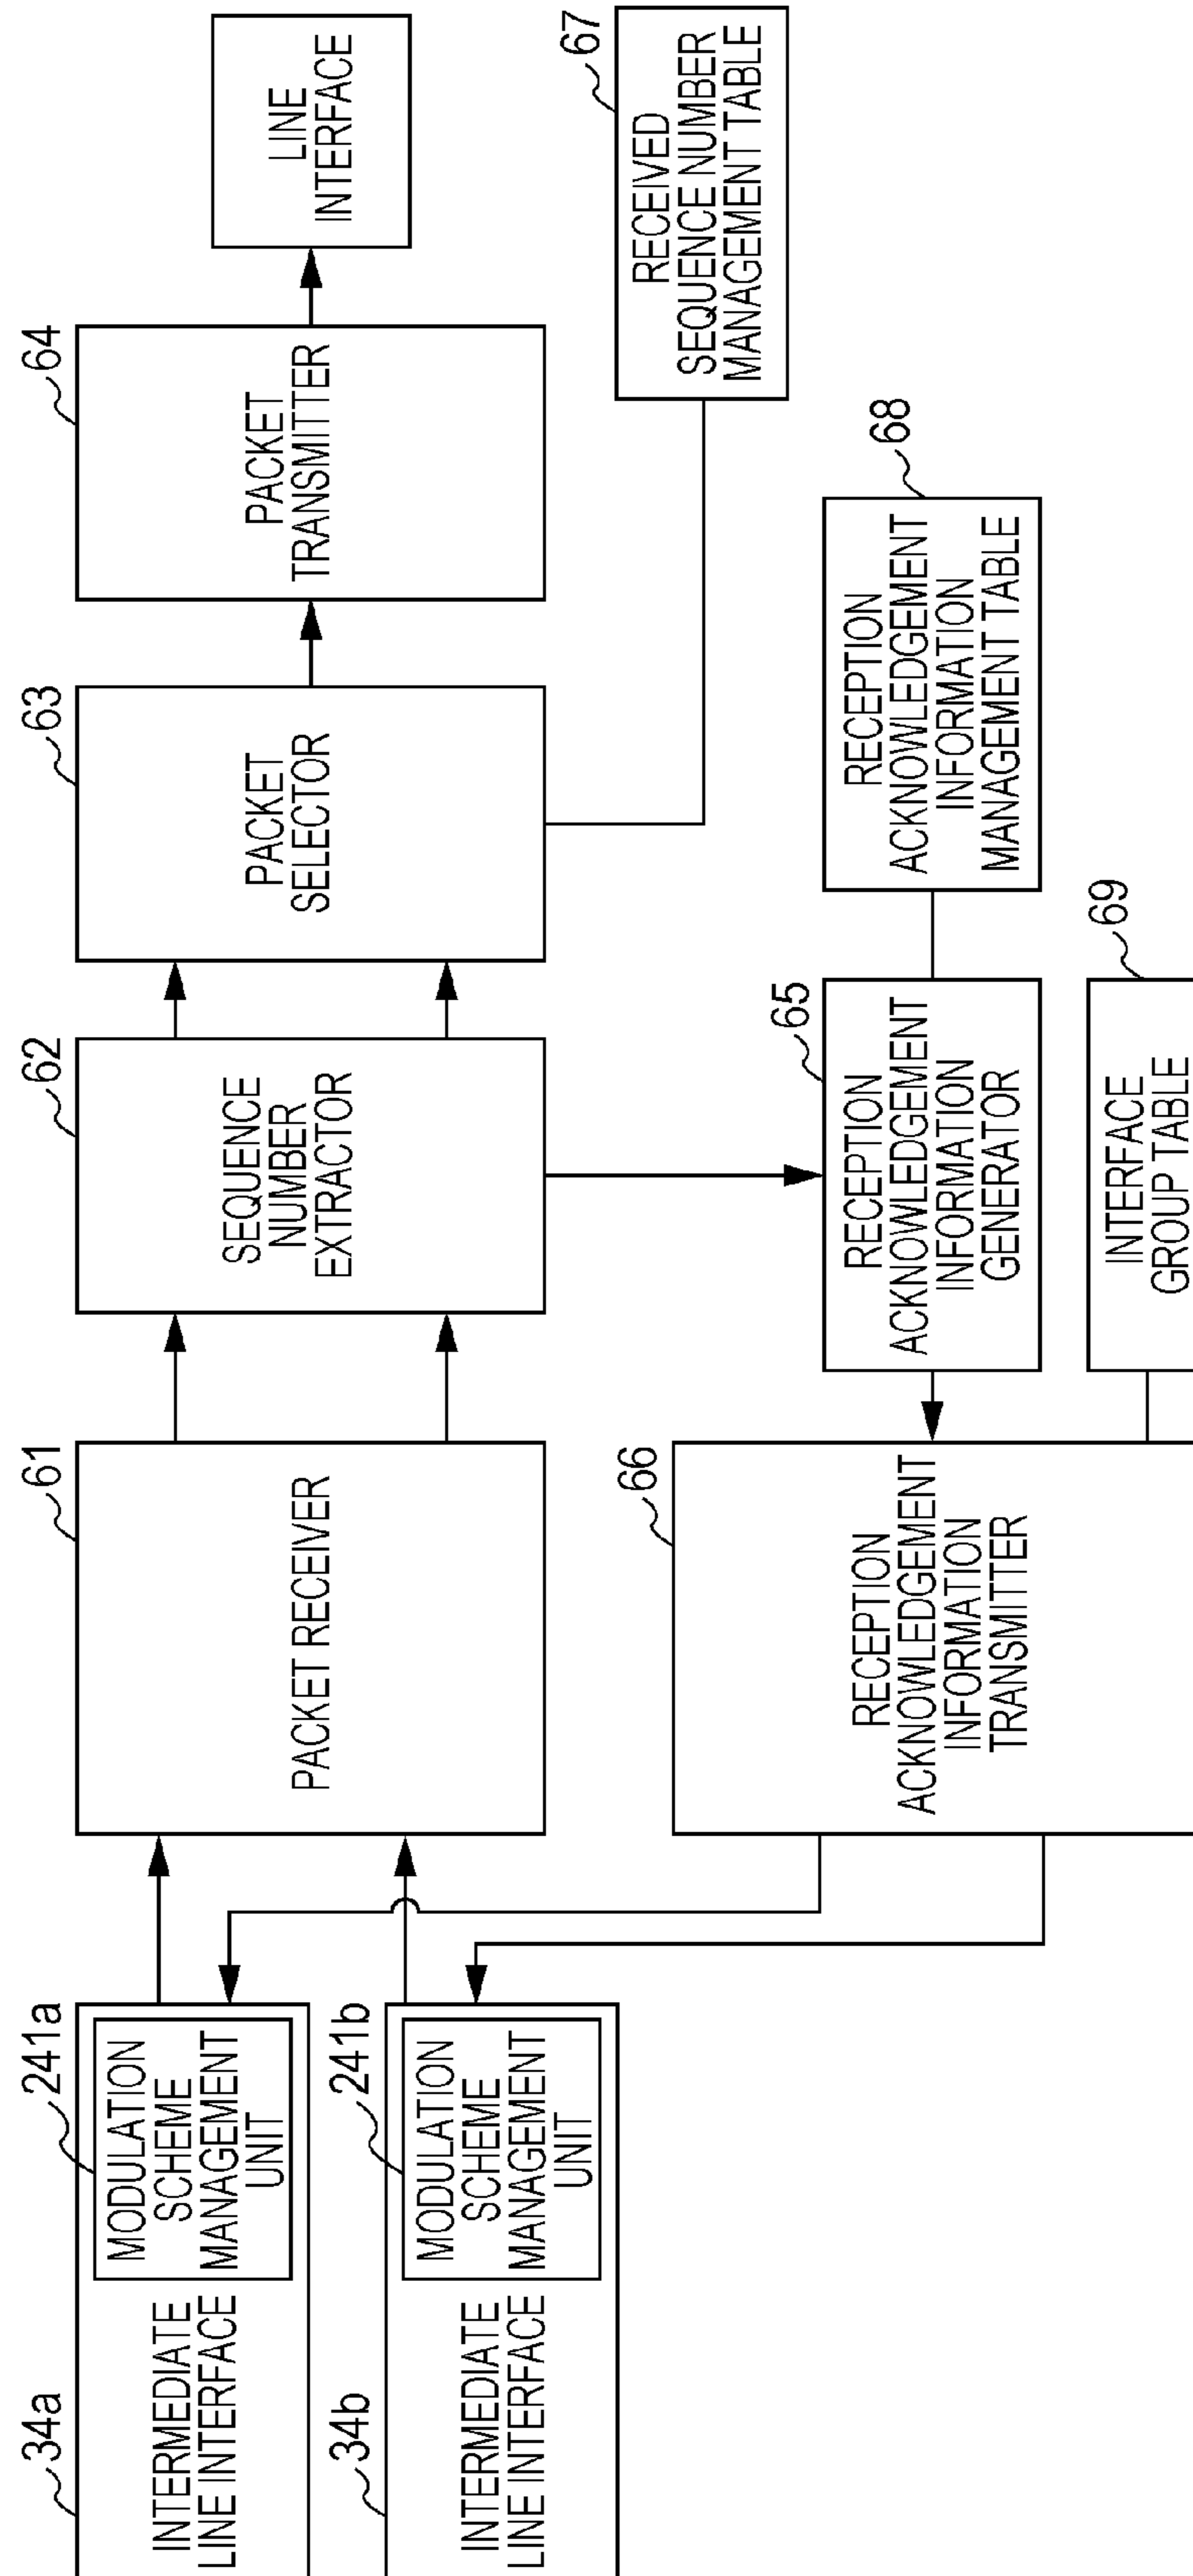 34a
INTERMEDIATE
LINE INTERFACE
241a
MODULATION
SCHEME
MANAGEMENT
UNIT
34b
INTERMEDIATE
LINE INTERFACE
241b
MODULATION
SCHEME
MANAGEMENT
UNIT
61
PACKET RECEIVER
62
SEQUENCE
NUMBER
EXTRACTOR
63
PACKET
SELECTOR
64
PACKET
TRANSMITTER
LINE
INTERFACE
67
RECEIVED
SEQUENCE NUMBER
MANAGEMENT TABLE
66
RECEPTION
ACKNOWLEDGEMENT
INFORMATION
TRANSMITTER
65
RECEPTION
ACKNOWLEDGEMENT
INFORMATION
GENERATOR
68
RECEPTION
ACKNOWLEDGEMENT
INFORMATION
MANAGEMENT TABLE
69
INTERFACE
GROUP TABLE